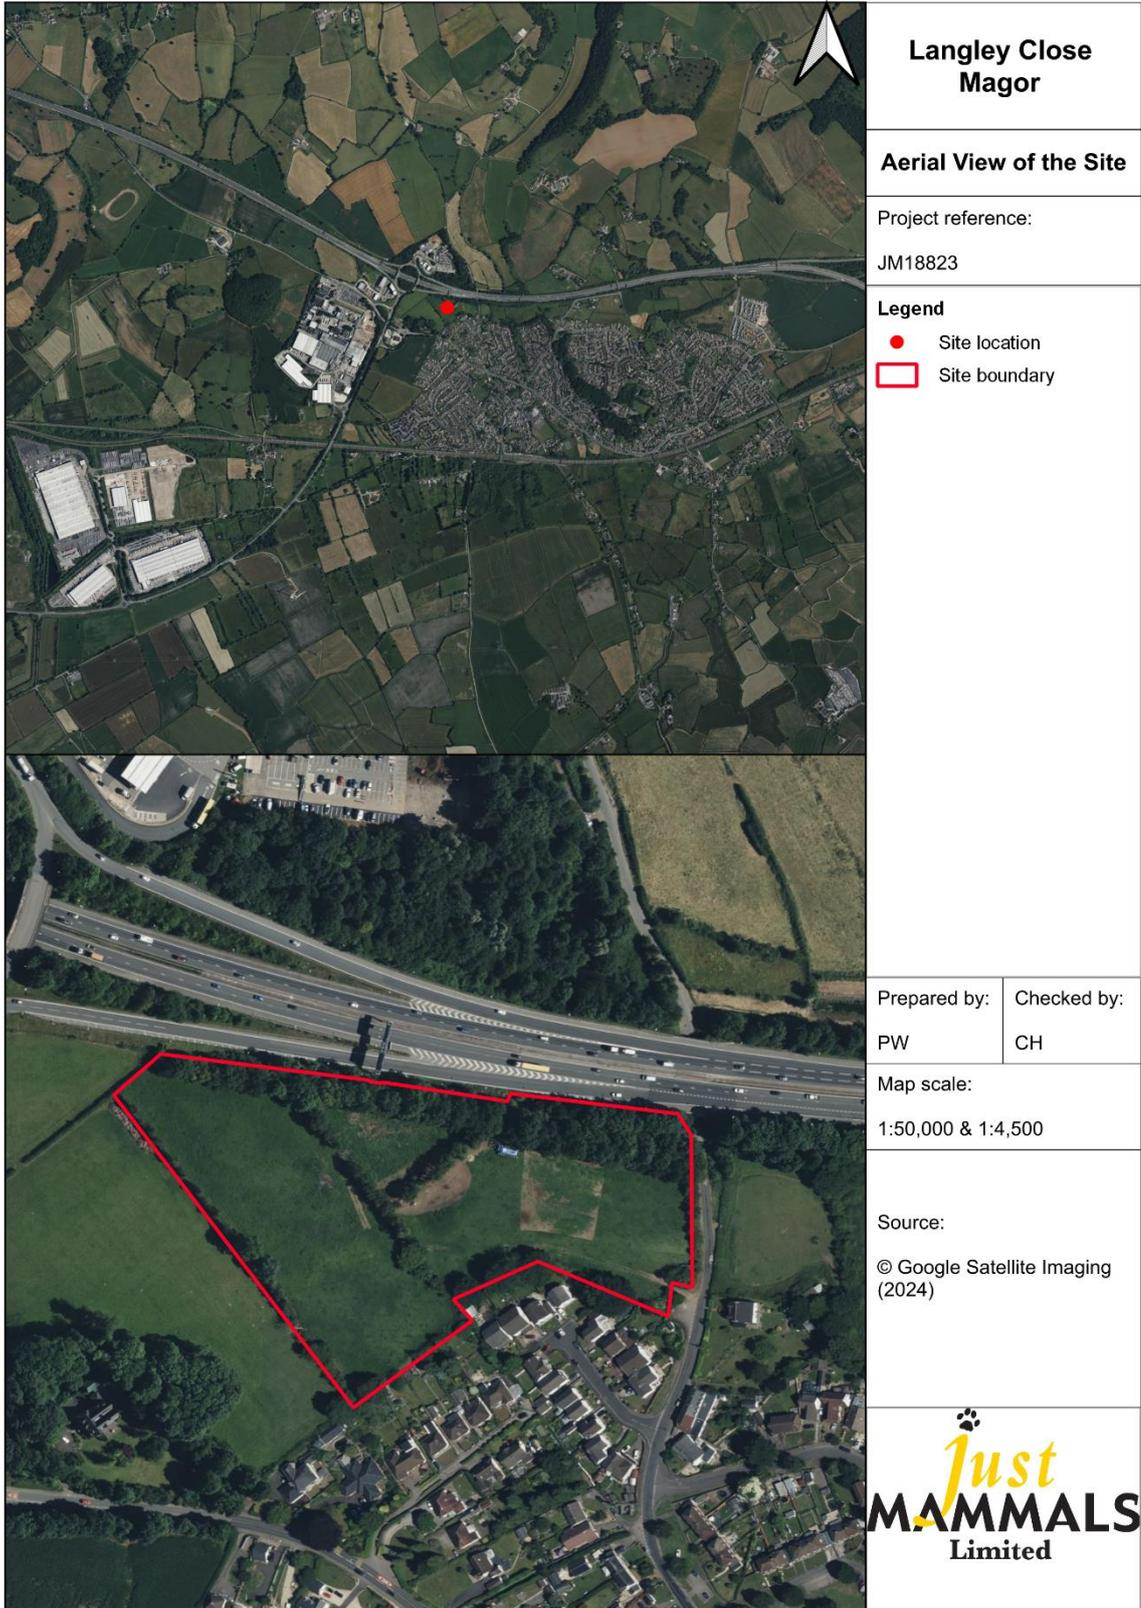 Langley Close
Magor
Aerial View of the Site
Project reference:
JM18823
Legend
Site location
Site boundary
Prepared by:
PW
Checked by:
CH
Map scale:
1:50,000 & 1:4,500
Source:
© Google Satellite Imaging
(2024)
just
MAMMALS
Limited